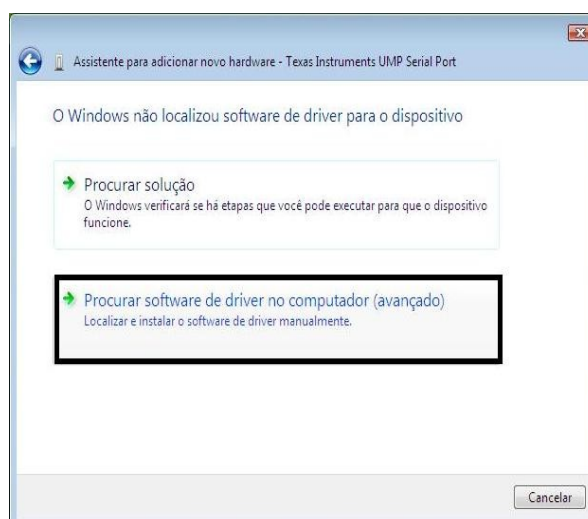 Assistente para adicionar novo hardware - Texas Instruments UMP Serial Port
O Windows não localizou software de driver para o dispositivo
Procurar solução
O Windows verificará se há etapas que você pode executar para que o dispositivo
funcione.
Procurar software de driver no computador (avançado)
Localizar e instalar o software de driver manualmente.
Cancelar